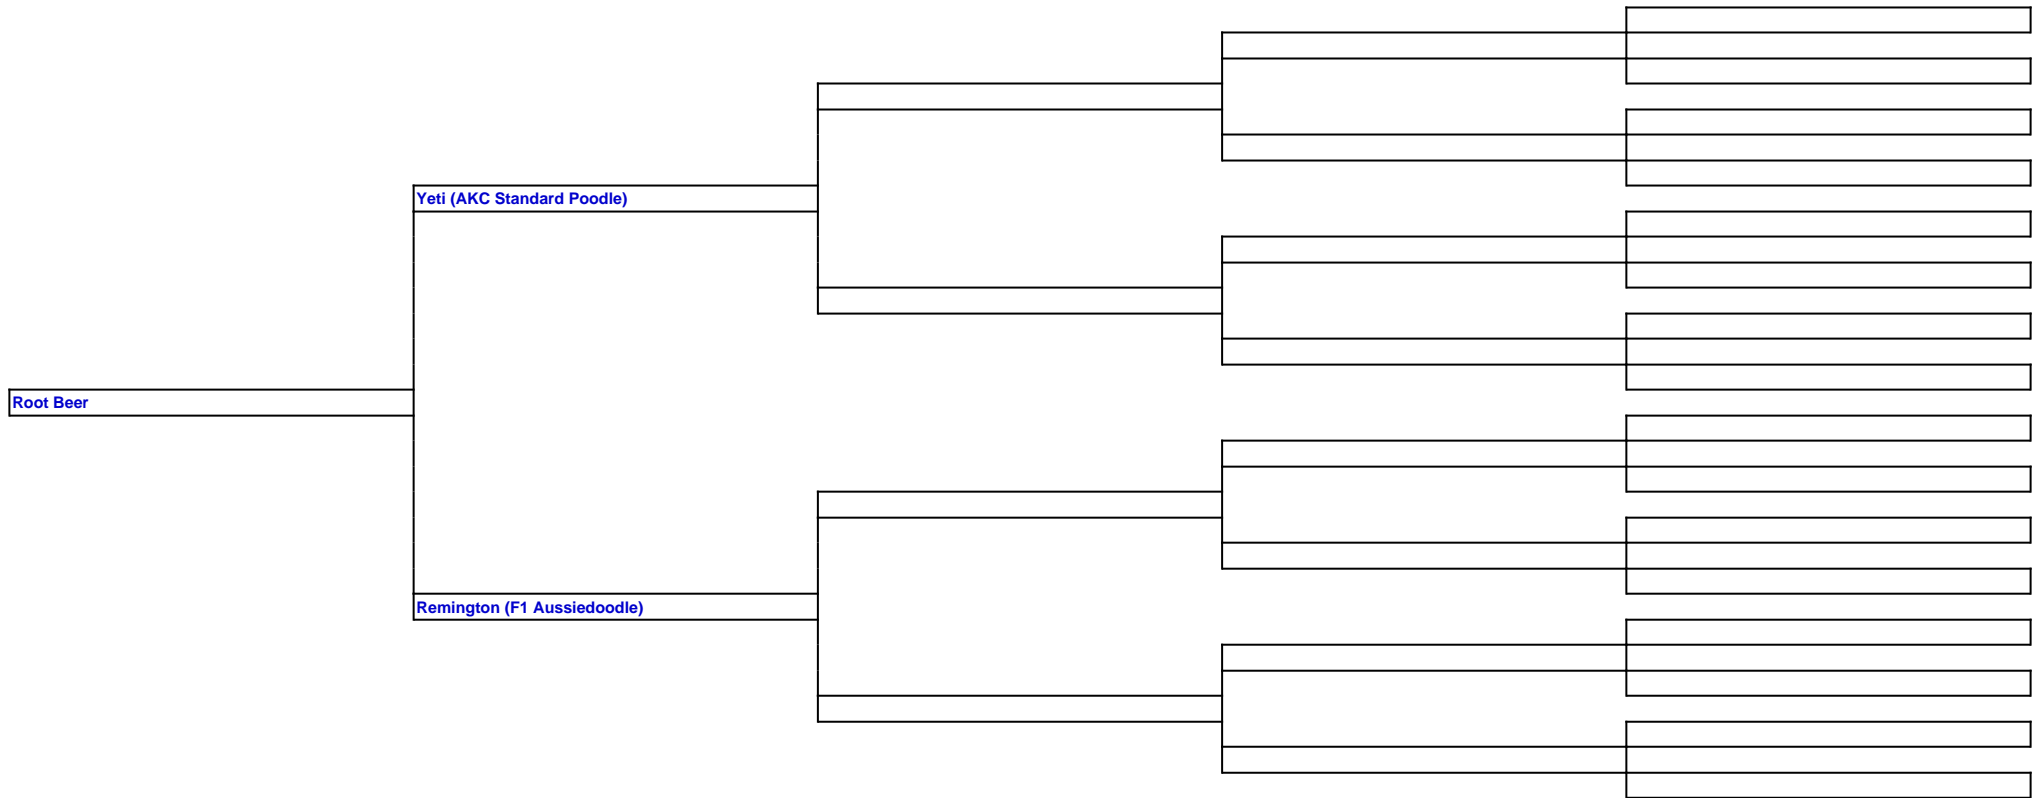 Yeti (AKC Standard Poodle)
Root Beer
Remington (F1 Aussiedoodle)